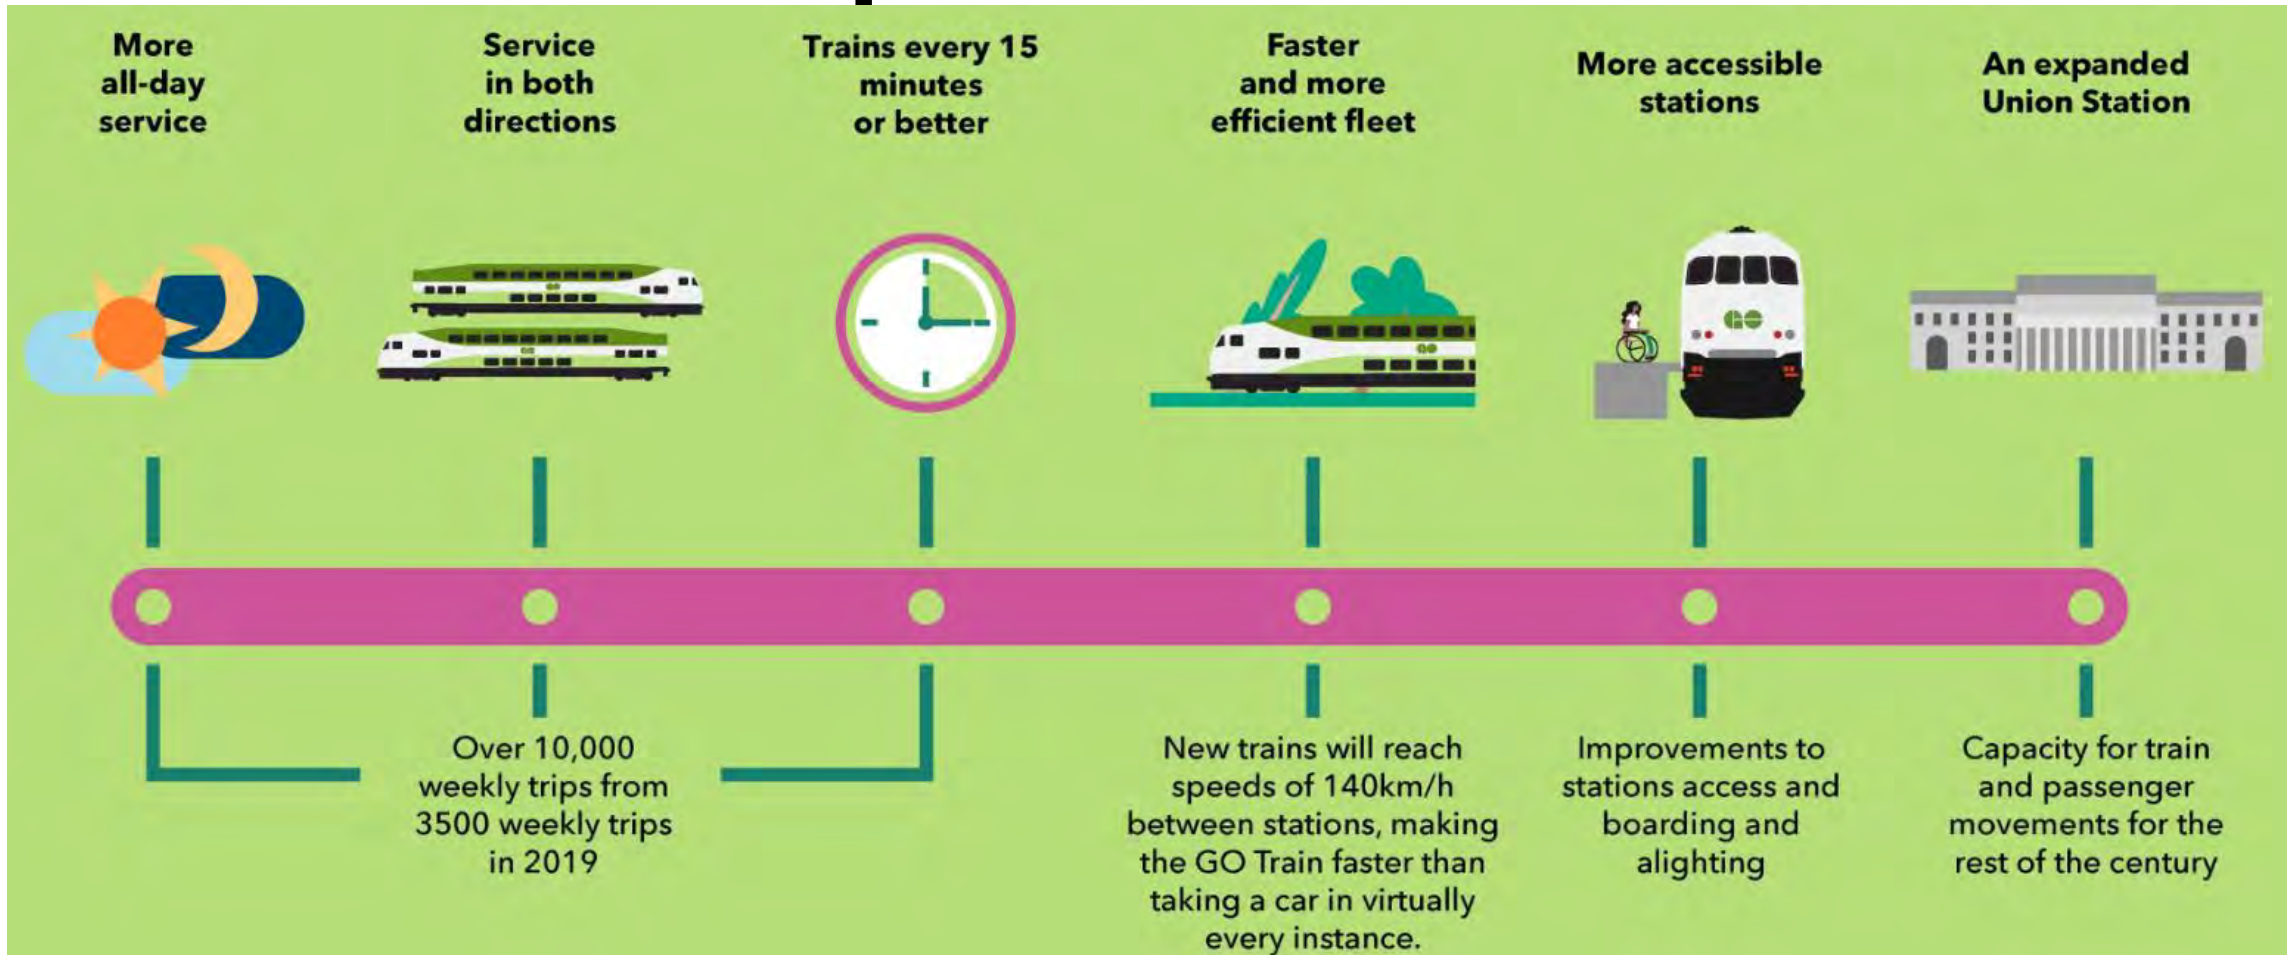 More
all-day
service
Service
in both
directions
Trains every 15
minutes
or better
Faster
and more
efficient fleet
More accessible
stations
An expanded
Union Station
GO
GO
GO
GO
Over 10,000
weekly trips from
3500 weekly trips
in 2019
New trains will reach
speeds of 140km/h
between stations, making
the GO Train faster than
taking a car in virtually
every instance.
Improvements to
stations access and
boarding and
alighting
Capacity for train
and passenger
movements for the
rest of the century